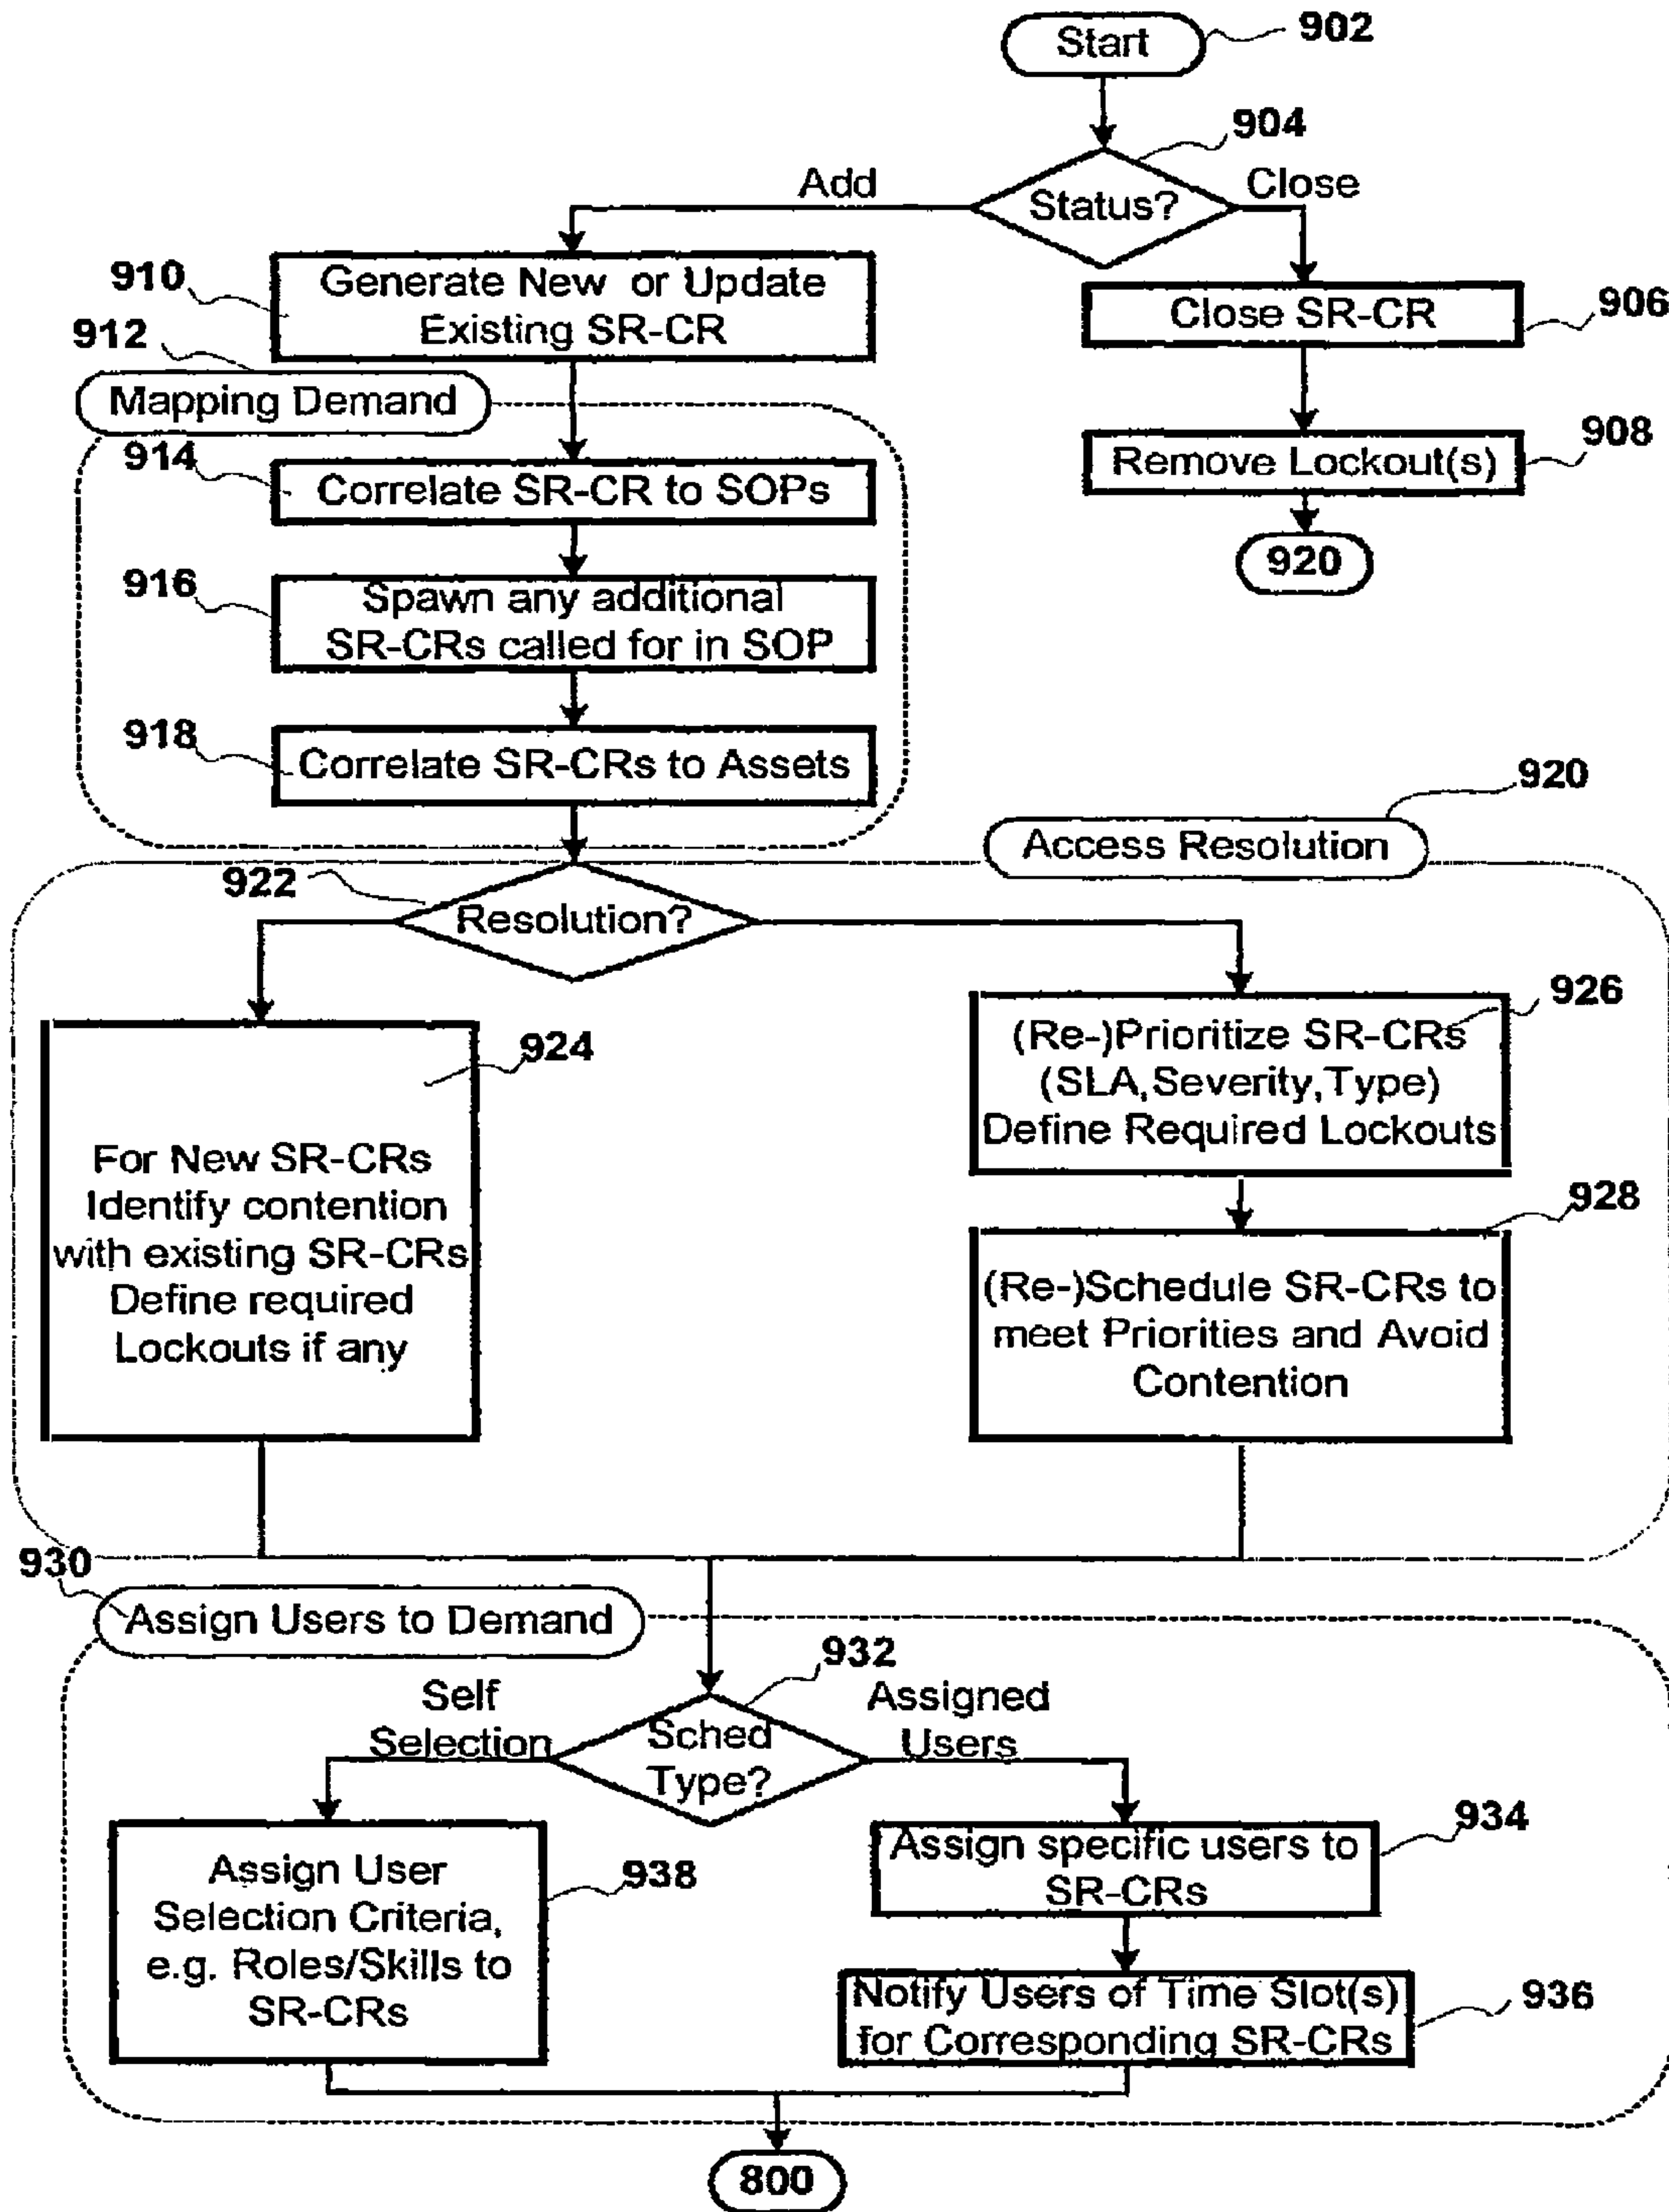 Start
902
904
Add
Close
Status?
910
Generate New or Update
Existing SR-CR
Close SR-CR
906
912
Mapping Demand
914
Correlate SR-CR to SOPs
Remove Lockout(s)
908
920
916
Spawn any additional
SR-CRs called for in SOP
918
Correlate SR-CRs to Assets
920
Access Resolution
922
Resolution?
924
For New SR-CRs
Identify contention
with existing SR-CRs
Define required
Lockouts if any
926
(Re-)Prioritize SR-CRs
(SLA,Severity,Type)
Define Required Lockouts
928
(Re-)Schedule SR-CRs to
meet Priorities and Avoid
Contention
930
Assign Users to Demand
932
Self
Selection
Sched
Type?
Assigned
Users
934
Assign specific users to
SR-CRs
938
Assign User
Selection Criteria,
e.g. Roles/Skills to
SR-CRs
Notify Users of Time Slot(s)
for Corresponding SR-CRs
936
800